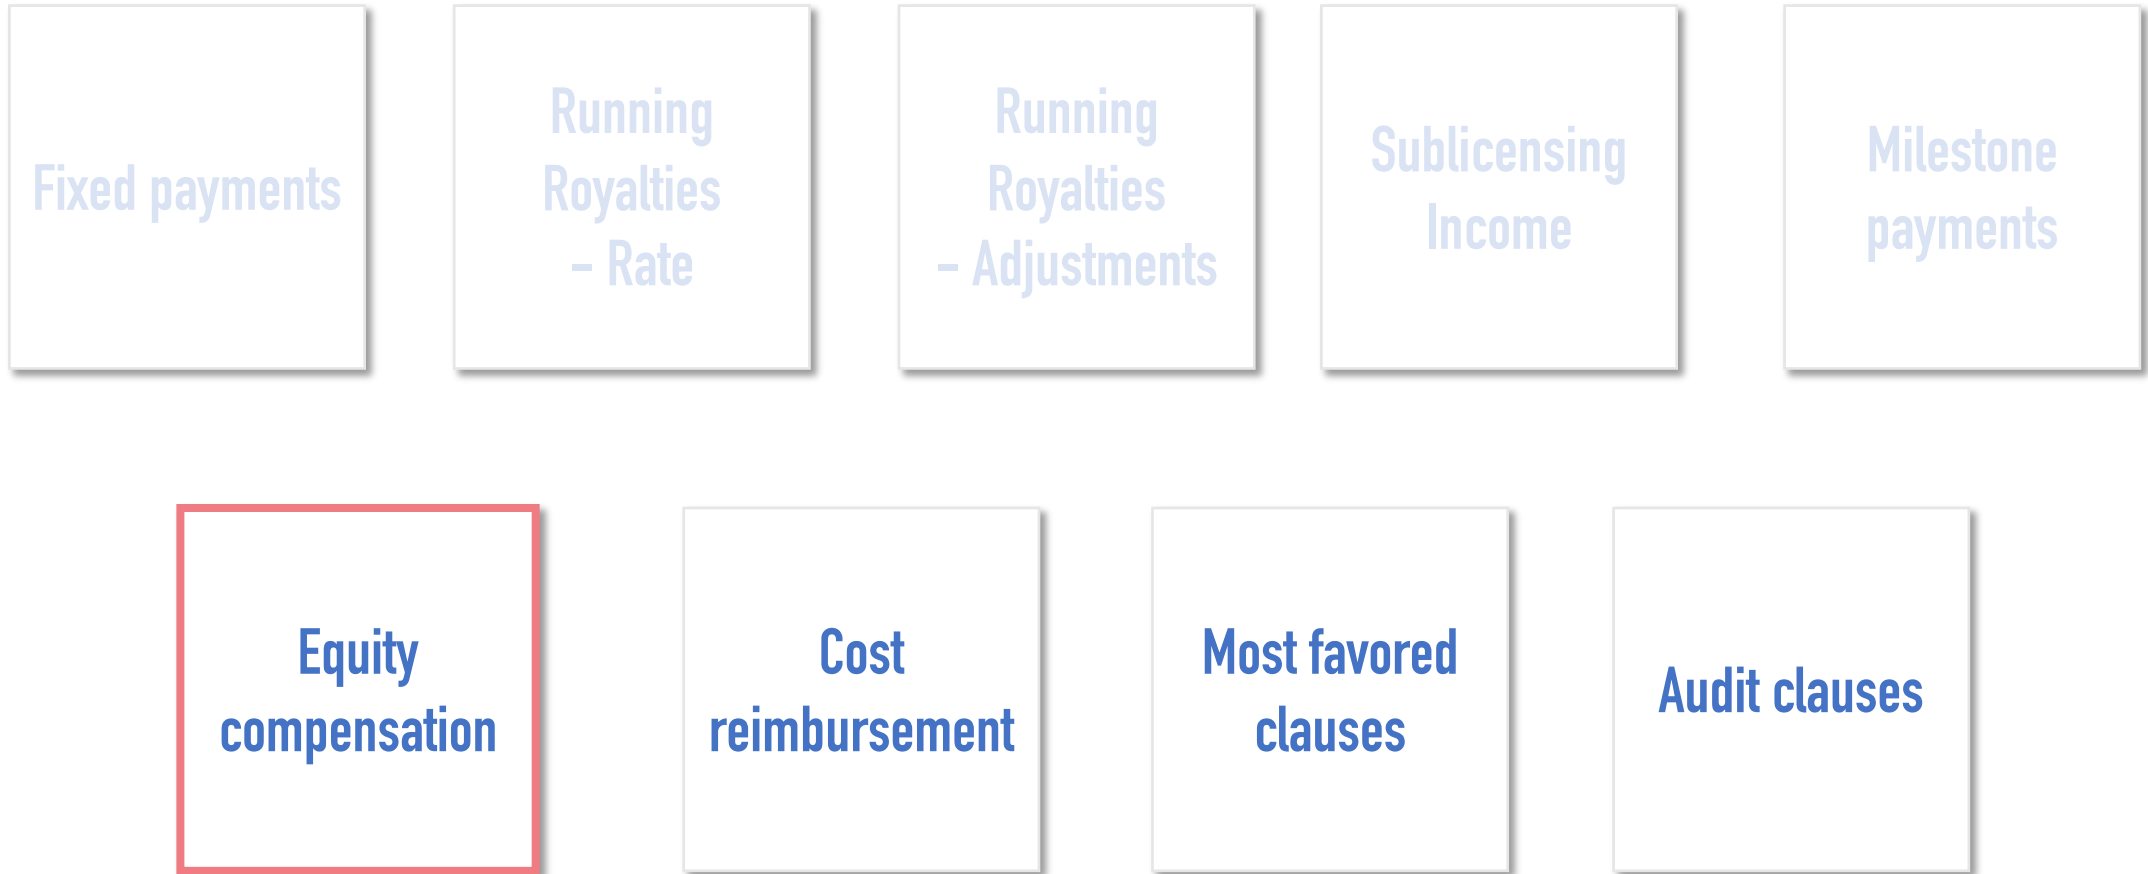 Fixed payments
Running
Royalties
– Rate
Running
Royalties
– Adjustments
Sublicensing
Income
Milestone
payments
Equity
compensation
Cost
reimbursement
Most favored
clauses
Audit clauses